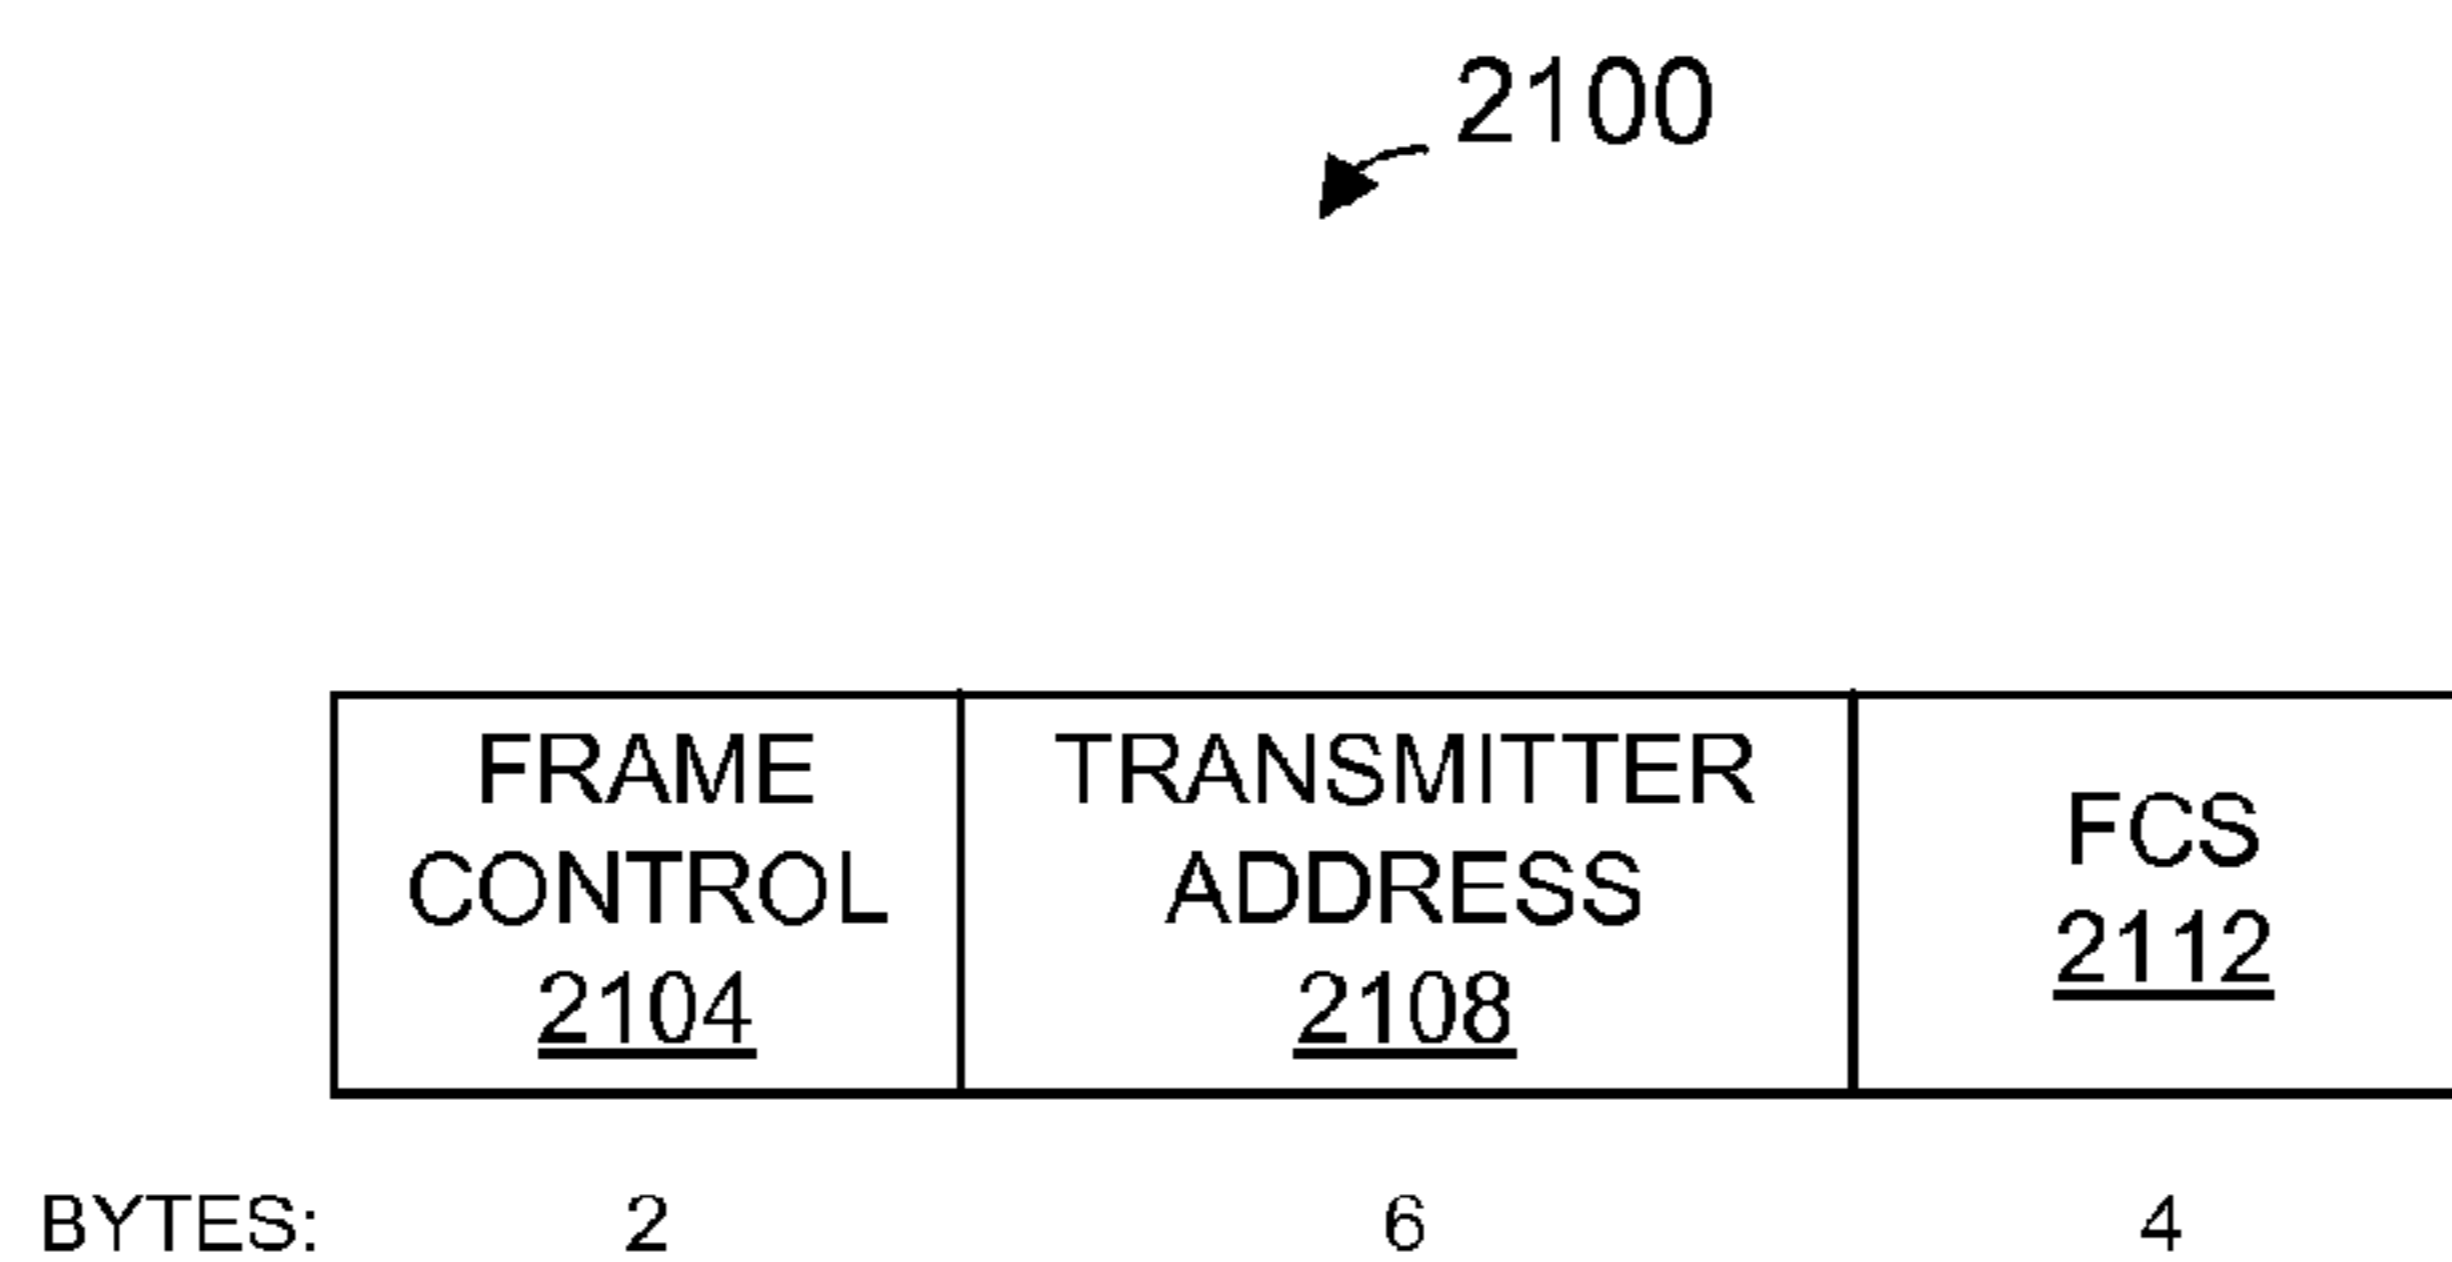 2100
FRAME
CONTROL
2104
TRANSMITTER
ADDRESS
2108
FCS
2112
BYTES: 2 6 4